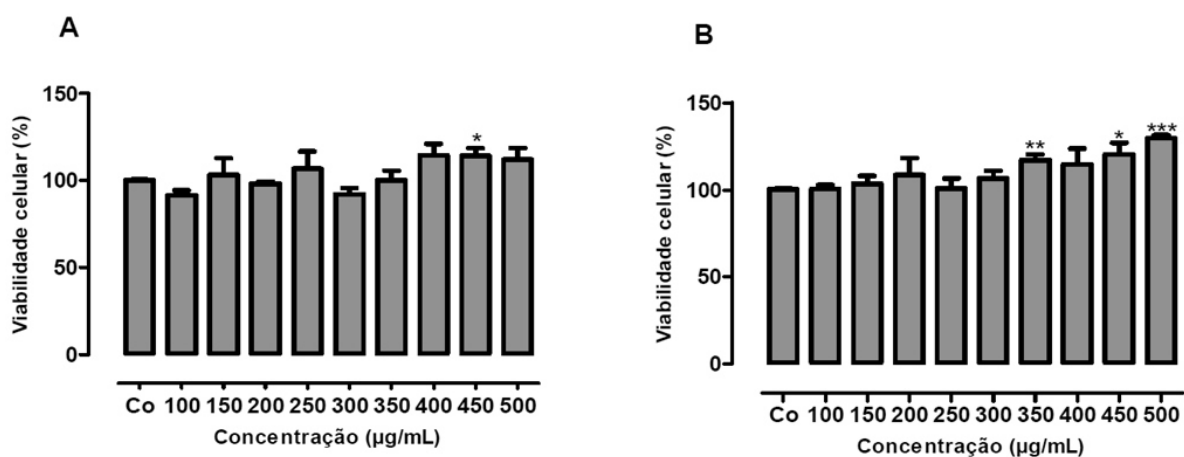 A
Viabilidade celular (%)
150
100
50
0
*
Co 100 150 200 250 300 350 400 450 500
Concentração (µg/mL)
B
Viabilidade celular (%)
150
100
50
0
** * ***
Co 100 150 200 250 300 350 400 450 500
Concentração (µg/mL)